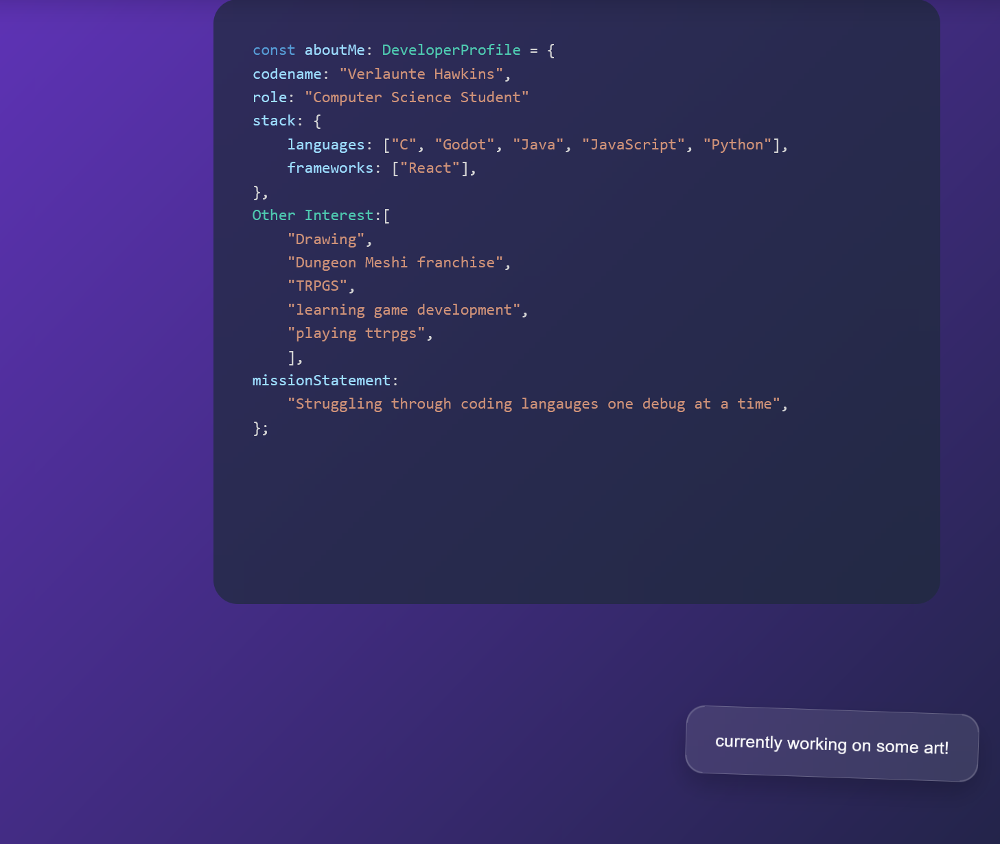 const aboutMe: DeveloperProfile = {
codename: "Verlaunte Hawkins",
role: "Computer Science Student"
stack: {
    languages: ["C", "Godot", "Java", "JavaScript", "Python"],
    frameworks: ["React"],
},
Other Interest:[
    "Drawing",
    "Dungeon Meshi franchise",
    "TRPGS",
    "learning game development",
    "playing ttrpgs",
    ],
missionStatement:
    "Struggling through coding langauges one debug at a time",
};
currently working on some art!